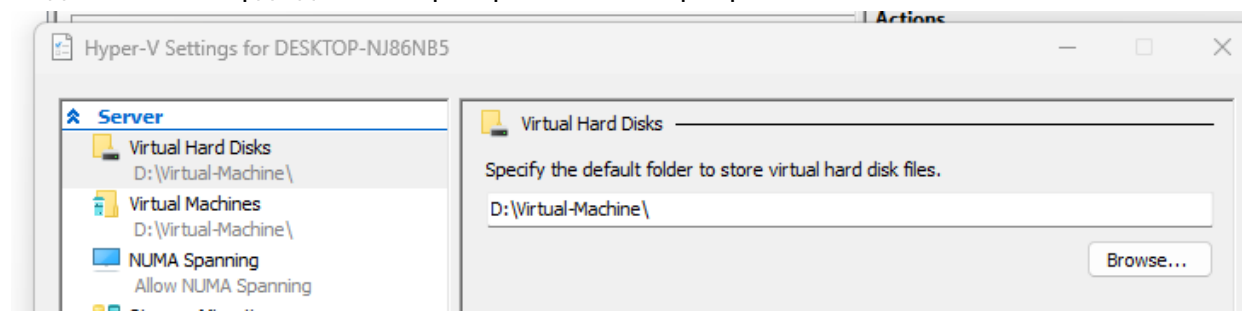 Actions
Hyper-V Settings for DESKTOP-NJ86NB5
Server
Virtual Hard Disks
D:\Virtual-Machine\
Virtual Machines
D:\Virtual-Machine\
NUMA Spanning
Allow NUMA Spanning
Virtual Hard Disks
Specify the default folder to store virtual hard disk files.
D:\Virtual-Machine\
Browse...